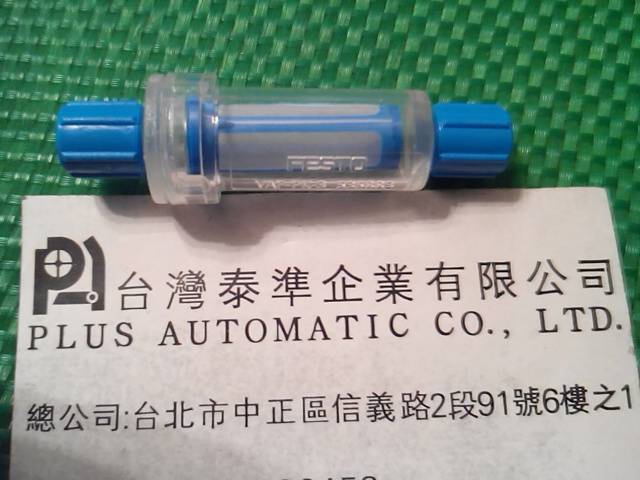 FESTO
台灣泰準企業有限公司
PLUS AUTOMATIC CO., LTD.
總公司:台北市中正區信義路2段91號6樓之1